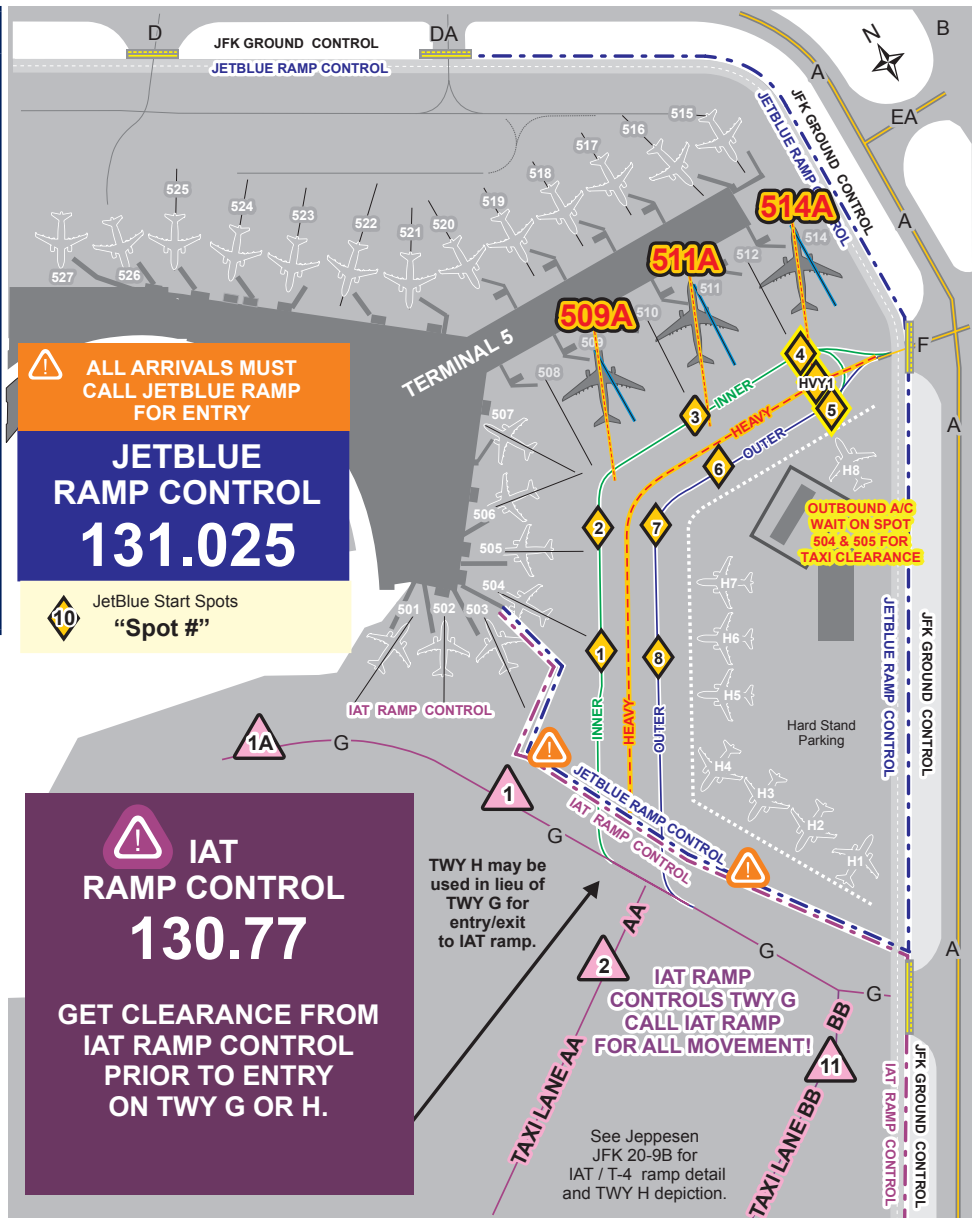 D
JFK GROUND CONTROL
DA
JETBLUE RAMP CONTROL
N
B
A
JFK GROUND CONTROL
JETBLUE RAMP CONTROL
EA
A
515
516
517
518
519
520
521
522
523
524
525
526
527
514A
514
512
511A
511
510
509A
509
508
TERMINAL 5
507
506
505
504
503
502
501
F
A
4
HVY1
5
INNER
3
HEAVY
OUTER
6
2
7
1
8
INNER
HEAVY
OUTER
H8
H7
H6
H5
H4
H3
H2
H1
OUTBOUND A/C
WAIT ON SPOT
504 & 505 FOR
TAXI CLEARANCE
Hard Stand
Parking
JETBLUE RAMP CONTROL
JFK GROUND CONTROL
A
ALL ARRIVALS MUST
CALL JETBLUE RAMP
FOR ENTRY
JETBLUE
RAMP CONTROL
131.025
10
JetBlue Start Spots
“Spot #”
IAT RAMP CONTROL
1A
G
1
G
JETBLUE RAMP CONTROL
IAT RAMP CONTROL
IAT
RAMP CONTROL
130.77
GET CLEARANCE FROM
IAT RAMP CONTROL
PRIOR TO ENTRY
ON TWY G OR H.
TWY H may be
used in lieu of
TWY G for
entry/exit
to IAT ramp.
AA
2
TAXI LANE AA
G
G
IAT RAMP
CONTROLS TWY G
CALL IAT RAMP
FOR ALL MOVEMENT!
BB
11
TAXI LANE BB
See Jeppesen
JFK 20-9B for
IAT / T-4 ramp detail
and TWY H depiction.
IAT RAMP CONTROL
JFK GROUND CONTROL